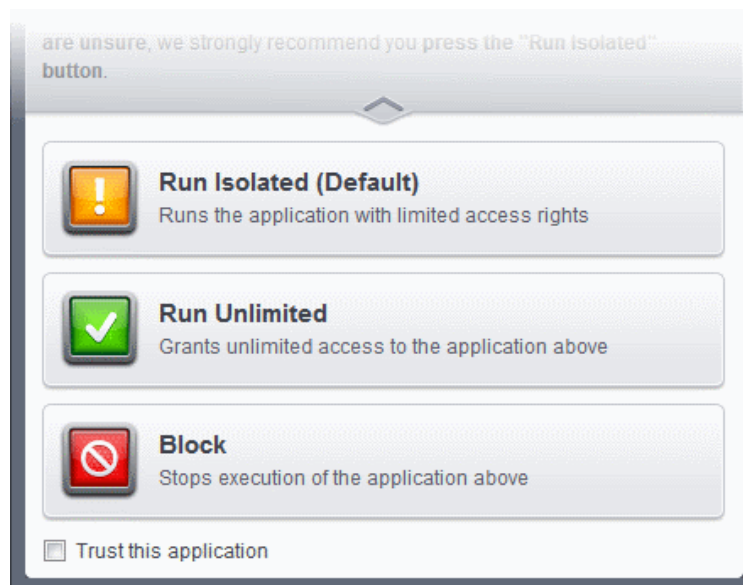 are unsure, we strongly recommend you press the "Run Isolated"
button.
Run Isolated (Default)
Runs the application with limited access rights
Run Unlimited
Grants unlimited access to the application above
Block
Stops execution of the application above
Trust this application